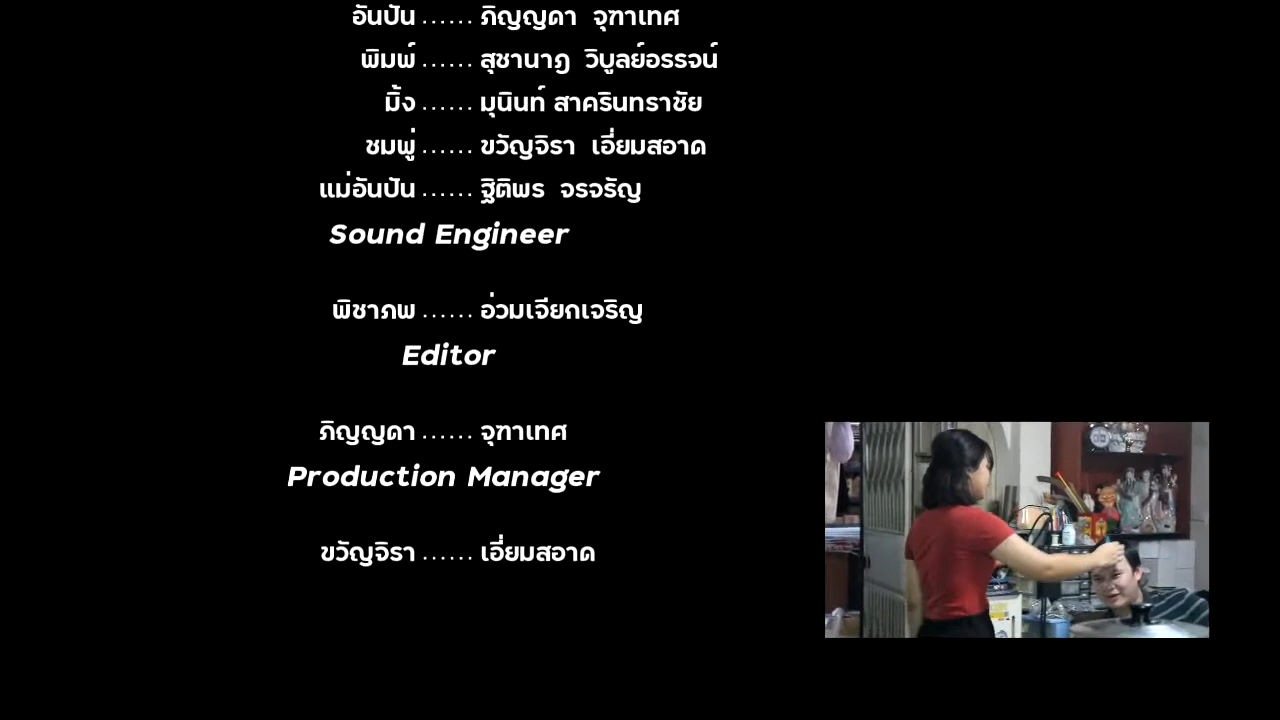 อันปัน ...... ภิญญดา จุฑาเทศ
พิมพ์ ...... สุชานาฏ วิบูลย์อรรจน์
มิ้ง ...... มุนินท์ สาครินทราชัย
ชมพู่ ...... ขวัญจิรา เอี่ยมสอาด
แม่อันปัน ...... ฐิติพร จรจรัญ
Sound Engineer
พิชาภพ ...... อ่วมเจียกเจริญ
Editor
ภิญญดา ...... จุฑาเทศ
Production Manager
ขวัญจิรา ...... เอี่ยมสอาด